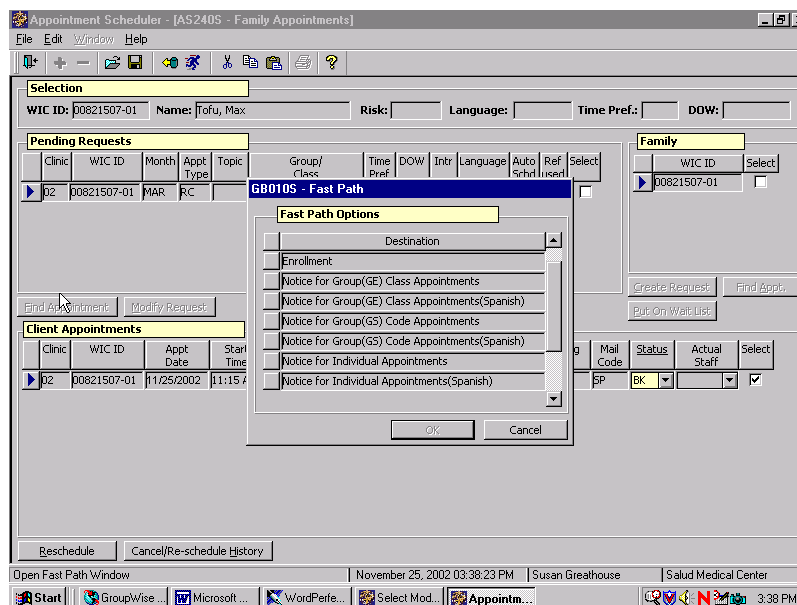 Appointment Scheduler - [AS240S - Family Appointments]
File Edit Window Help
Selection
WIC ID: 00821507-01 Name: Tofu, Max Risk: Language: Time Pref.: DOW:
Pending Requests
Family
Clinic WIC ID Month Appt Type Topic Group/ Class Time Pref DOW Intr Language Auto Schd Ref used Select
WIC ID Select
02 00821507-01 MAR RC
00821507-01
GB010S - Fast Path
Fast Path Options
Destination
Enrollment
Notice for Group(GE) Class Appointments
Notice for Group(GE) Class Appointments(Spanish)
Notice for Group(GS) Code Appointments
Notice for Group(GS) Code Appointments(Spanish)
Notice for Individual Appointments
Notice for Individual Appointments(Spanish)
OK Cancel
Create Request Find Appt.
Put On Wait List
Find Appointment Modify Request
Client Appointments
Clinic WIC ID Appt Date Start Time g Mail Code Status Actual Staff Select
02 00821507-01 11/25/2002 11:15 SP BK
Reschedule Cancel/Re-schedule History
Open Fast Path Window November 25, 2002 03:38:23 PM Susan Greathouse Salud Medical Center
Start GroupWise ... Microsoft ... WordPerfe... Select Mod... Appointm... 3:38 PM